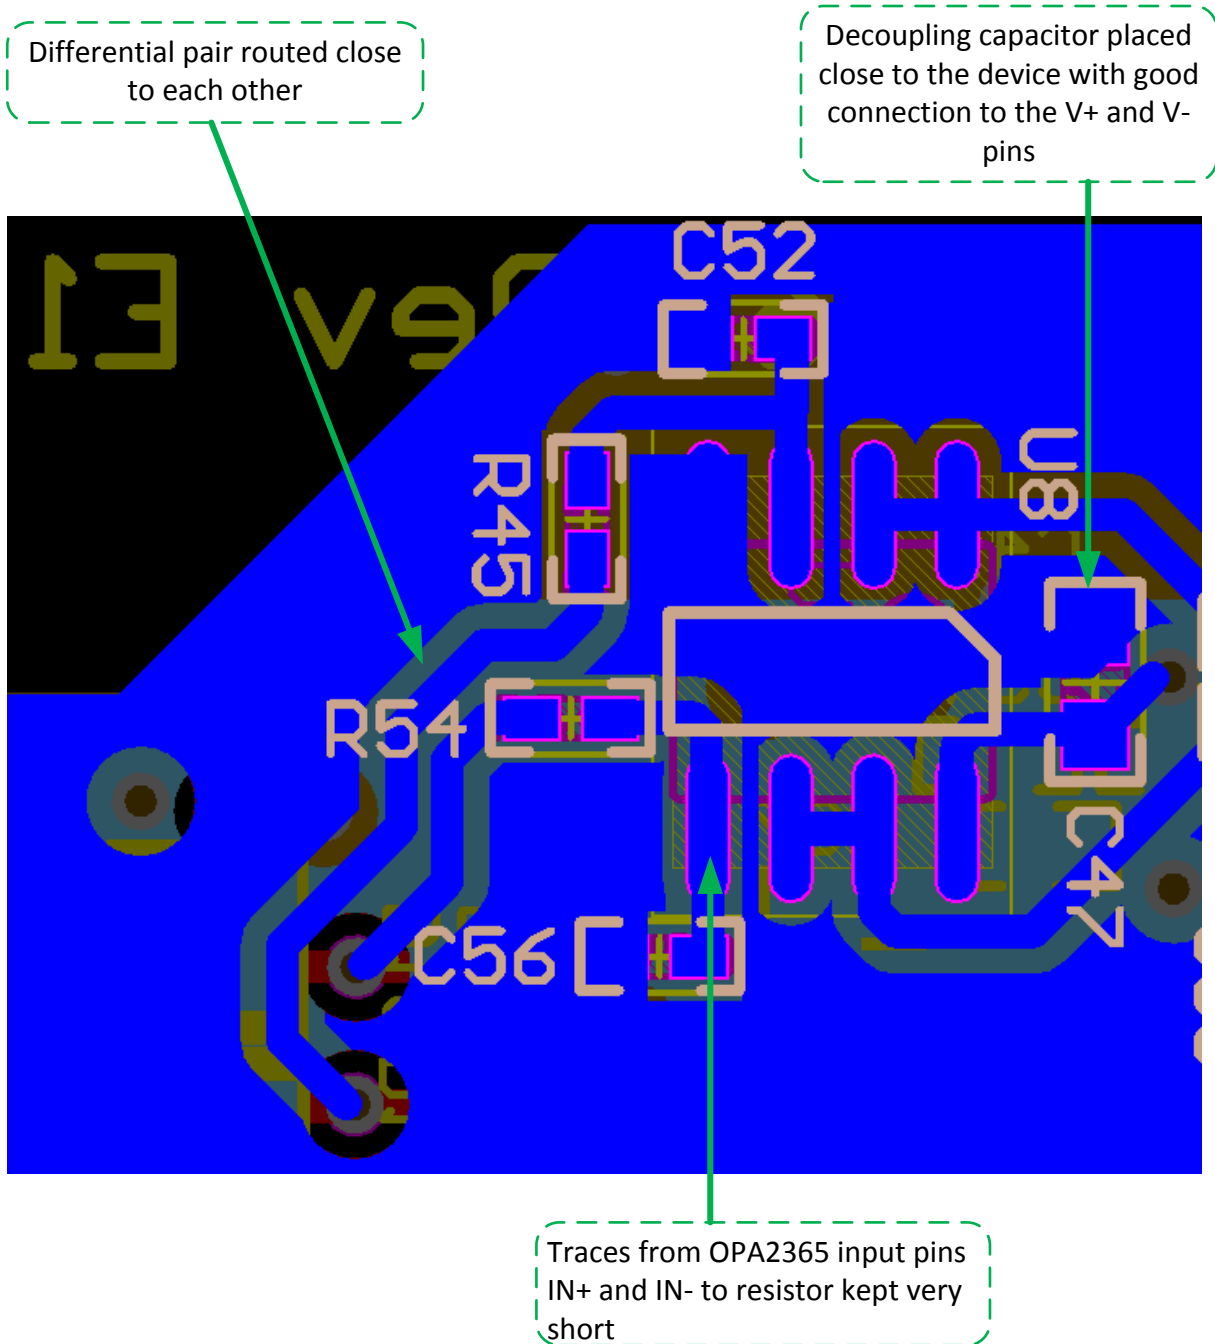 Differential pair routed close
to each other
Decoupling capacitor placed
close to the device with good
connection to the V+ and V-
pins
C52
Rev E1
R45
U8
R54
C47
C56
Traces from OPA2365 input pins
IN+ and IN- to resistor kept very
short